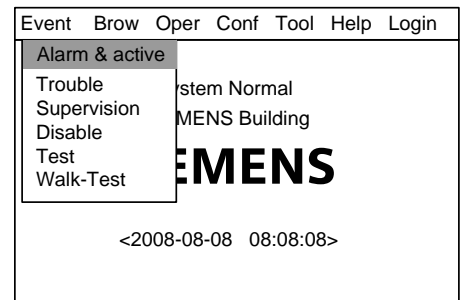 Event Brow Oper Conf Tool Help Login
Alarm & active
Trouble
Supervision
Disable
Test
Walk-Test
ystem Normal
MENS Building
EMENS
<2008-08-08 08:08:08>